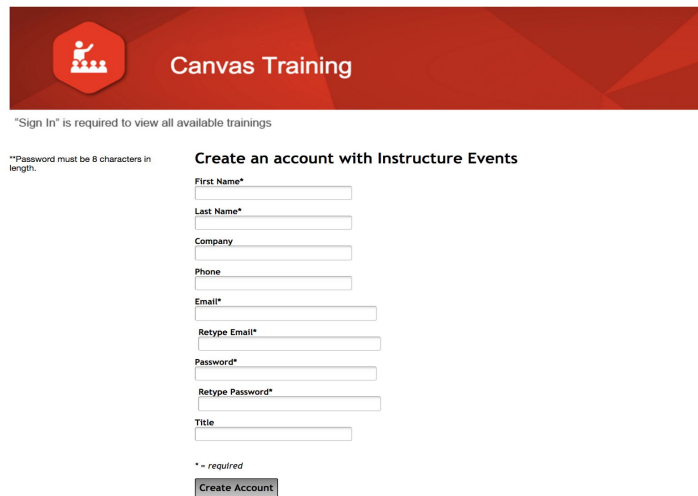 Canvas Training
"Sign In" is required to view all available trainings
**Password must be 8 characters in
length.
Create an account with Instructure Events
First Name*
Last Name*
Company
Phone
Email*
Retype Email*
Password*
Retype Password*
Title
* = required
Create Account